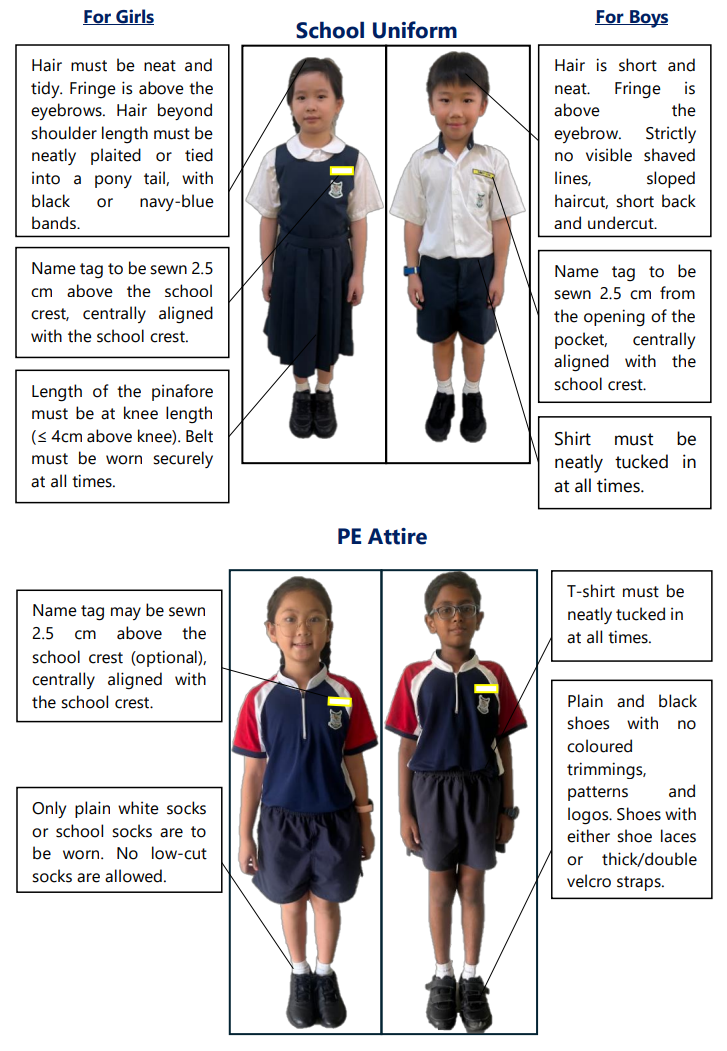 For Girls
School Uniform
For Boys
Hair must be neat and
tidy. Fringe is above the
eyebrows. Hair beyond
shoulder length must be
neatly plaited or tied
into a pony tail, with
black or navy-blue
bands.
Name tag to be sewn 2.5
cm above the school
crest, centrally aligned
with the school crest.
Length of the pinafore
must be at knee length
(≤ 4cm above knee). Belt
must be worn securely
at all times.
Hair is short and
neat. Fringe is
above the
eyebrow. Strictly
no visible shaved
lines, sloped
haircut, short back
and undercut.
Name tag to be
sewn 2.5 cm from
the opening of the
pocket, centrally
aligned with the
school crest.
Shirt must be
neatly tucked in
at all times.
PE Attire
Name tag may be sewn
2.5 cm above the
school crest (optional),
centrally aligned with
the school crest.
Only plain white socks
or school socks are to
be worn. No low-cut
socks are allowed.
T-shirt must be
neatly tucked in
at all times.
Plain and black
shoes with no
coloured
trimmings,
patterns and
logos. Shoes with
either shoe laces
or thick/double
velcro straps.